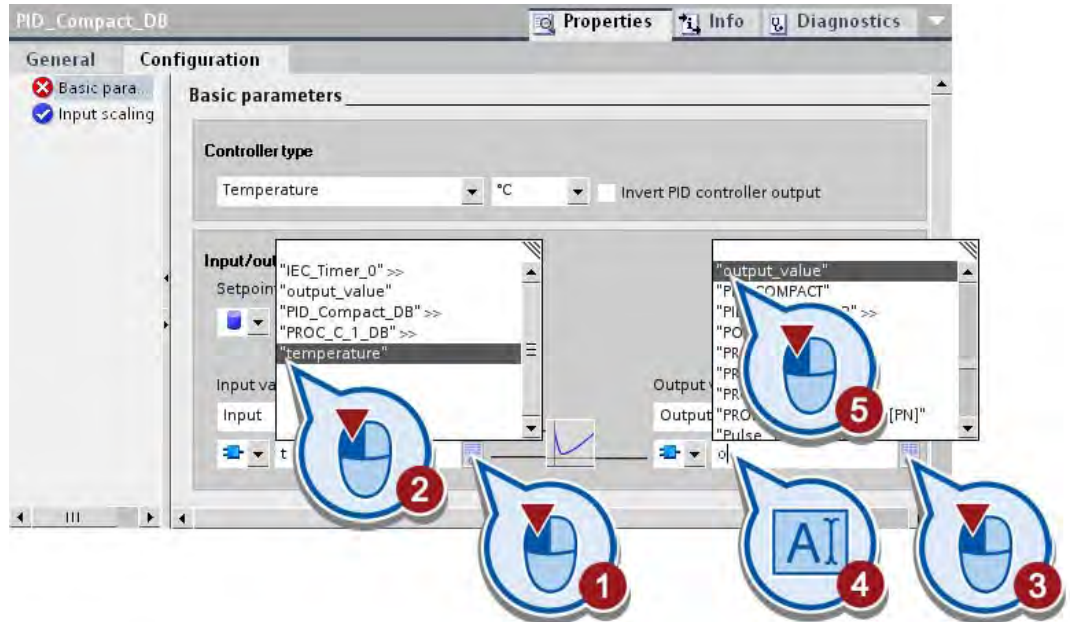 PID_Compact_DB
Properties
Info
Diagnostics
General
Configuration
Basic para...
Input scaling
Basic parameters
Controller type
Temperature
°C
Invert PID controller output
Input/out
Setpoin
"IEC_Timer_0" >>
"output_value"
"PID_Compact_DB" >>
"PROC_C_1_DB" >>
"temperature"
"output_value"
COMPACT"
>>
"PO
"PR
"PR
"PR
"PRO
[PN]"
"Pulse
Input va
Input
t
Output
Output
o
A
1
2
3
4
5